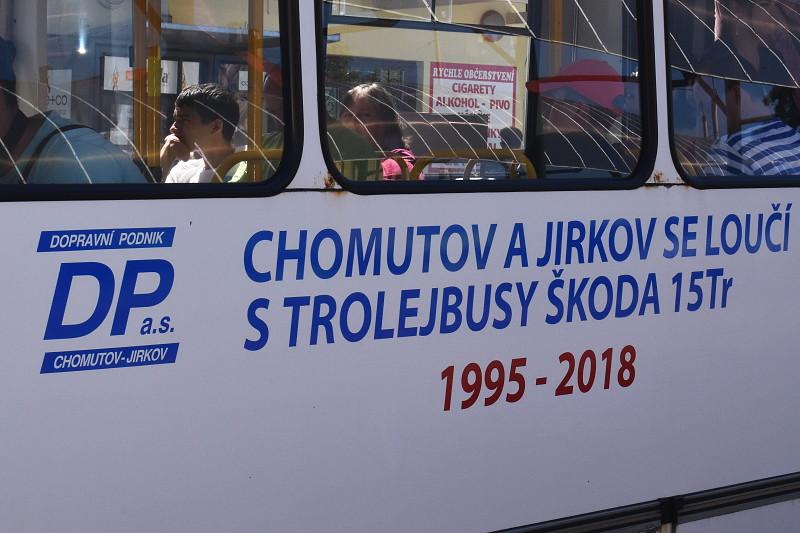 RYCHLÉ OBČERSTVENÍ
CIGARETY
ALKOHOL - PIVO
DOPRAVNÍ PODNIK
DP a.s.
CHOMUTOV-JIRKOV
CHOMUTOV A JIRKOV SE LOUČÍ
S TROLEJBUSY ŠKODA 15Tr
1995 - 2018